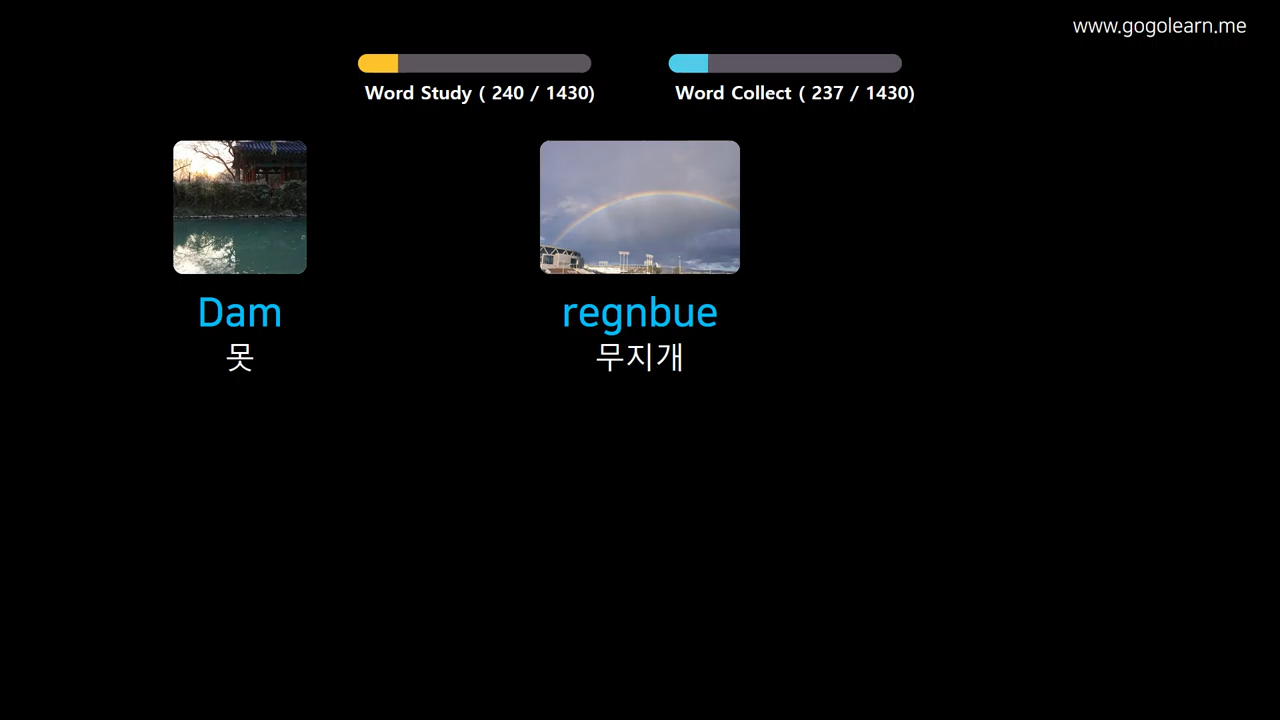 www.gogolearn.me
Word Study ( 240 / 1430)
Word Collect ( 237 / 1430)
Dam
못
regnbue
무지개